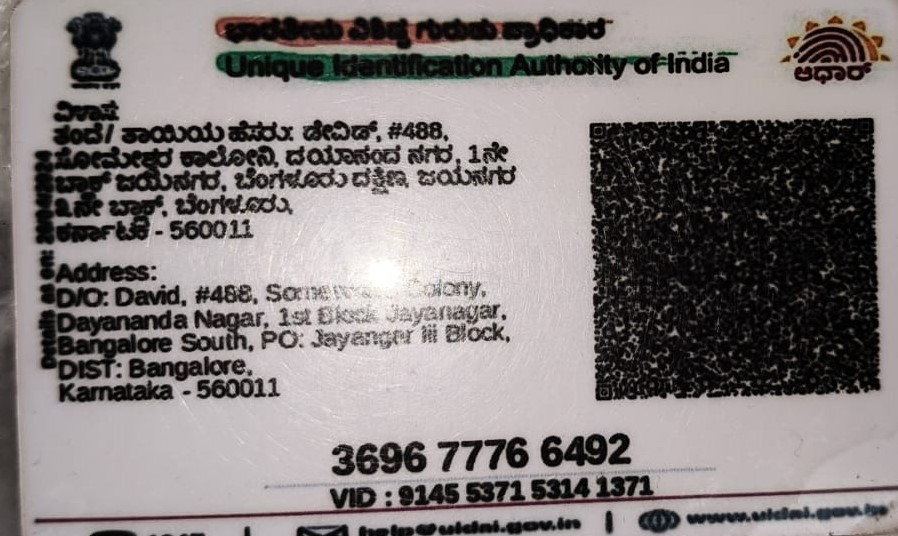 ಭಾರತೀಯ ವಿಶಿಷ್ಟ ಗುರುತು ಪ್ರಾಧಿಕಾರ
Unique Identification Authority of India
ಆಧಾರ್
ವಿಳಾಸ:
ತಂದೆ / ತಾಯಿಯ ಹೆಸರು: ಡೇವಿಡ್, #488,
ಸೋಮೇಶ್ವರ ಕಾಲೋನಿ, ದಯಾನಂದ ನಗರ, 1ನೇ
ಬ್ಲಾಕ್ ಜಯನಗರ, ಬೆಂಗಳೂರು ದಕ್ಷಿಣ, ಜಯನಗರ
ನೇ ಬ್ಲಾಕ್, ಬೆಂಗಳೂರು,
ಕರ್ನಾಟಕ - 560011
Address:
D/O: David, #488, Colony,
Dayananda Nagar, 1st Block Jayanagar,
Bangalore South, PO: Jayangar Iii Block,
DIST: Bangalore,
Karnataka - 560011
3696 7776 6492
VID : 9145 5371 5314 1371
help@uidai.gov.in | www.uidai.gov.in